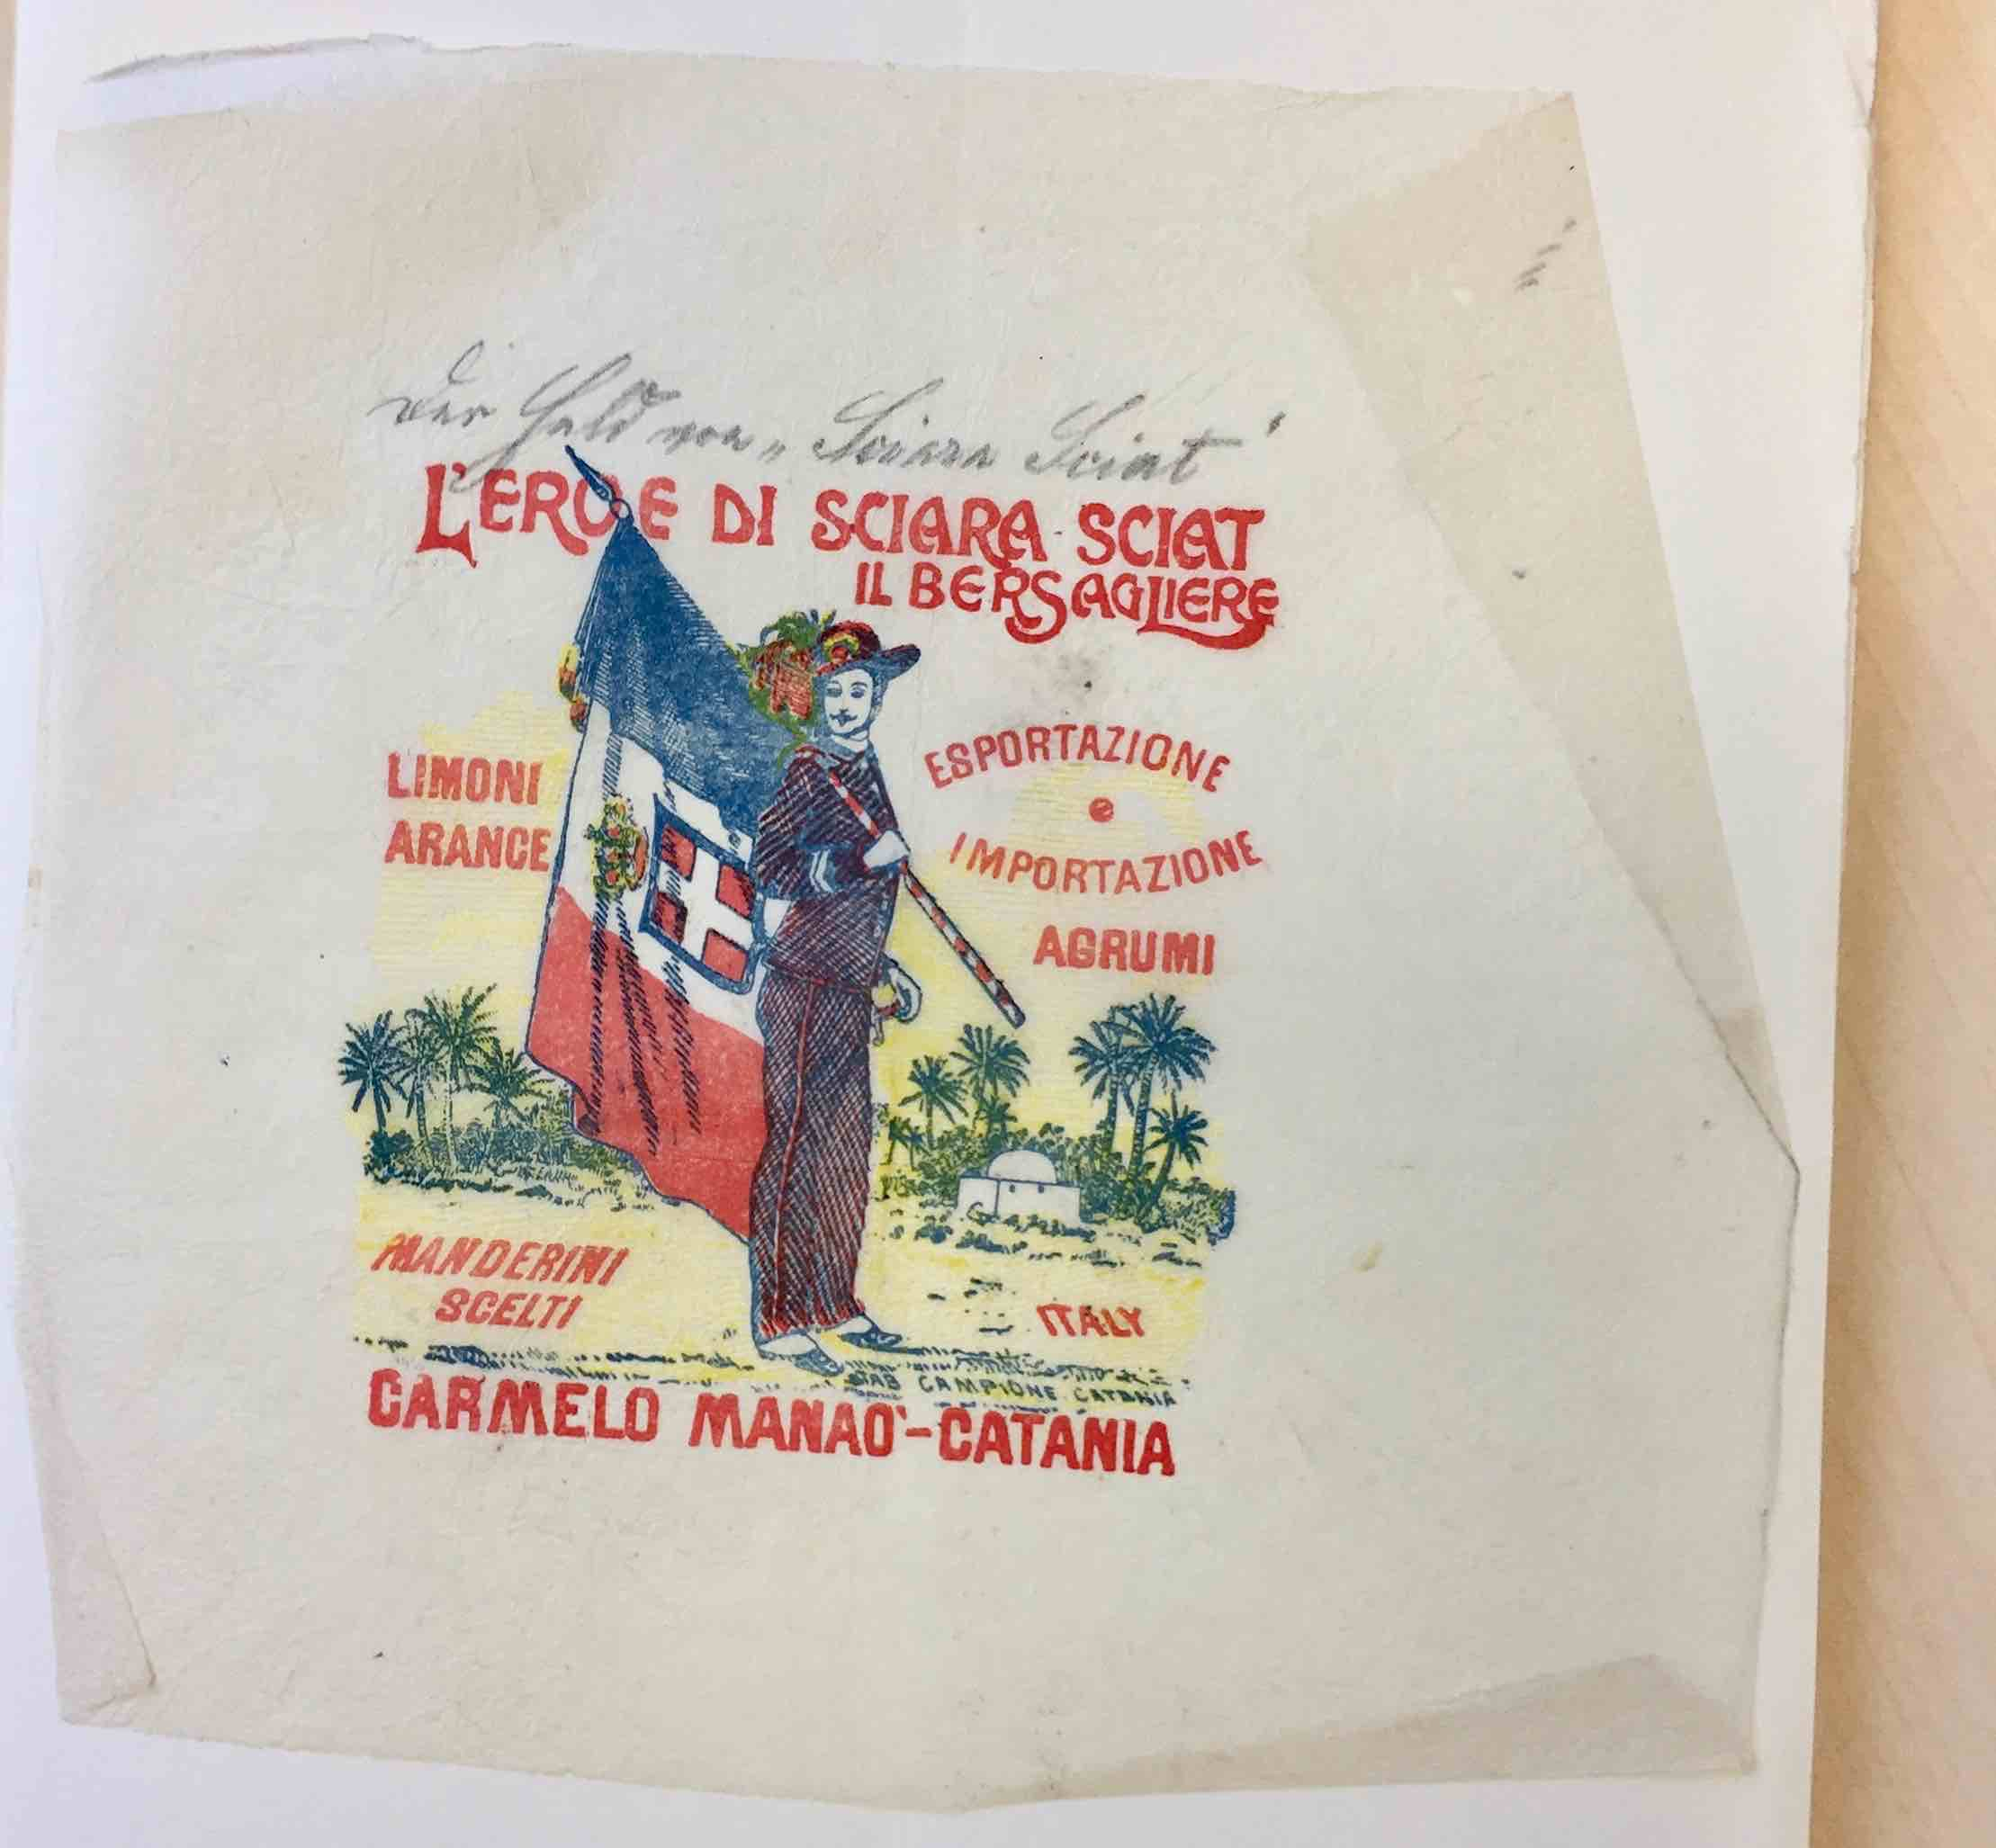 Der Held von „Sciara Sciat‘
L'EROE DI SCIARA-SCIAT
IL BERSAGLIERE
LIMONI
ARANCE
ESPORTAZIONE
e
IMPORTAZIONE
AGRUMI
MANDERINI
SCELTI
ITALY
STAB CAMPIONE CATANIA
CARMELO MANAO'-CATANIA